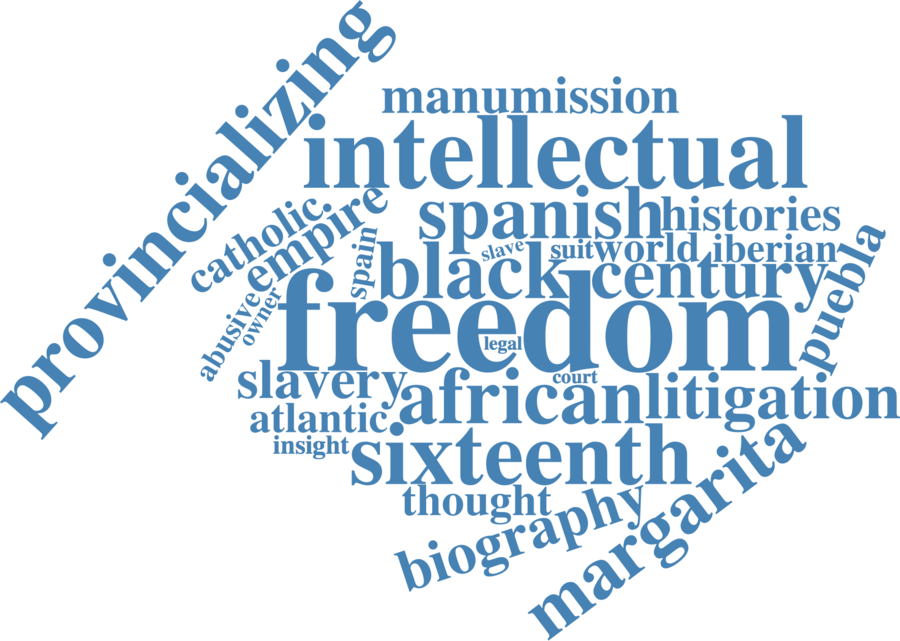 provincializing
manumission
intellectual
catholic
empire
spanish
histories
spain
slave
suit
world
iberian
black
century
puebla
abusive
owner
freedom
legal
slavery
court
african
litigation
atlantic
insight
sixteenth
thought
biography
margarita